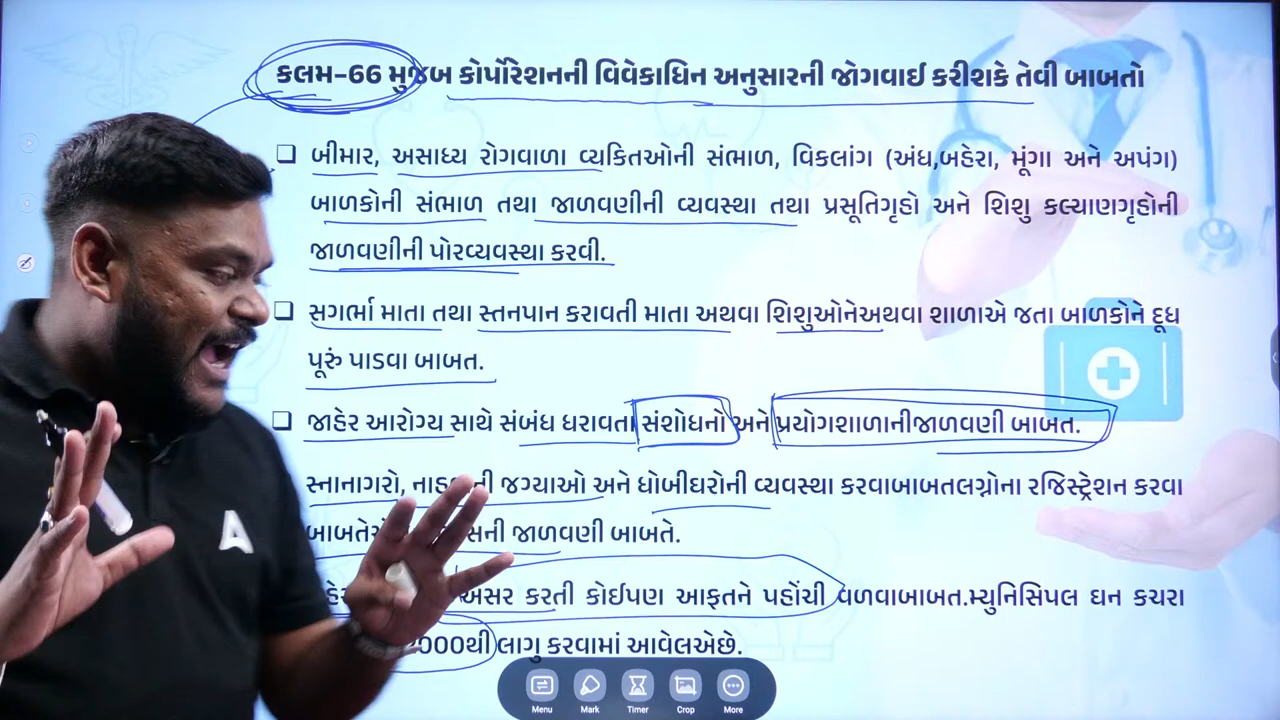 કલમ–66 મુજબ કોર્પોરેશનની વિવેકાધિન અનુસારની જોગવાઈ કરીશકે તેવી બાબતો
બીમાર, અસાધ્ય રોગવાળા વ્યકિતઓની સંભાળ, વિકલાંગ (અંધ,બહેરા, મૂંગા અને અપંગ)
બાળકોની સંભાળ તથા જાળવણીની વ્યવસ્થા તથા પ્રસૂતિગૃહો અને શિશુ કલ્યાણગૃહોની
જાળવણીની પોરવ્યવસ્થા કરવી.
સગર્ભા માતા તથા સ્તનપાન કરાવતી માતા અથવા શિશુઓનેઅથવા શાળાએ જતા બાળકોને દૂધ
પૂરું પાડવા બાબત.
જાહેર આરોગ્ય સાથે સંબંધ ધરાવતા સંશોધનો અને પ્રયોગશાળાનીજાળવણી બાબત.
સ્નાનાગરો, જગ્યાઓ અને ધોબીઘરોની વ્યવસ્થા કરવાબાબતલગ્નોના રજિસ્ટ્રેશન કરવા
જાળવણી બાબતે.
અસર કરતી કોઈપણ આફતને પહોંચી વળવાબાબત.મ્યુનિસિપલ ઘન કચરા
લાગુ કરવામાં આવેલએછે.
A
Menu Mark Timer Crop More